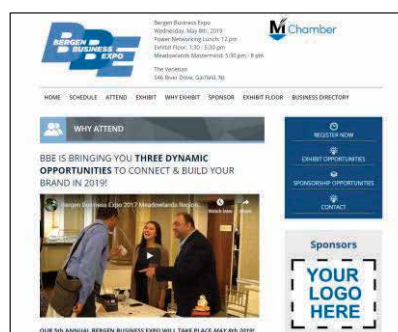 BERGEN
BUSINESS
EXPO
BBE
Bergen Business Expo
Wednesday, May 8th, 2019
Power Networking Lunch: 12 pm
Exhibit Floor: 1:30 - 5:30 pm
Meadowlands Mastermind: 5:30 pm - 8 pm
The Venetian
546 River Drive, Garfield, NJ
M Chamber
HOME SCHEDULE ATTEND EXHIBIT WHY EXHIBIT SPONSOR EXHIBIT FLOOR BUSINESS DIRECTORY
WHY ATTEND
BBE IS BRINGING YOU THREE DYNAMIC
OPPORTUNITIES TO CONNECT & BUILD YOUR
BRAND IN 2019!
Bergen Business Expo 2017 Meadowlands Region...
Watch later
Share
OUR 5th ANNUAL BERGEN BUSINESS EXPO WILL TAKE PLACE MAY 8th 2019!
REGISTER NOW
EXHIBIT OPPORTUNITIES
SPONSORSHIP OPPORTUNITIES
CONTACT
Sponsors
YOUR
LOGO
HERE